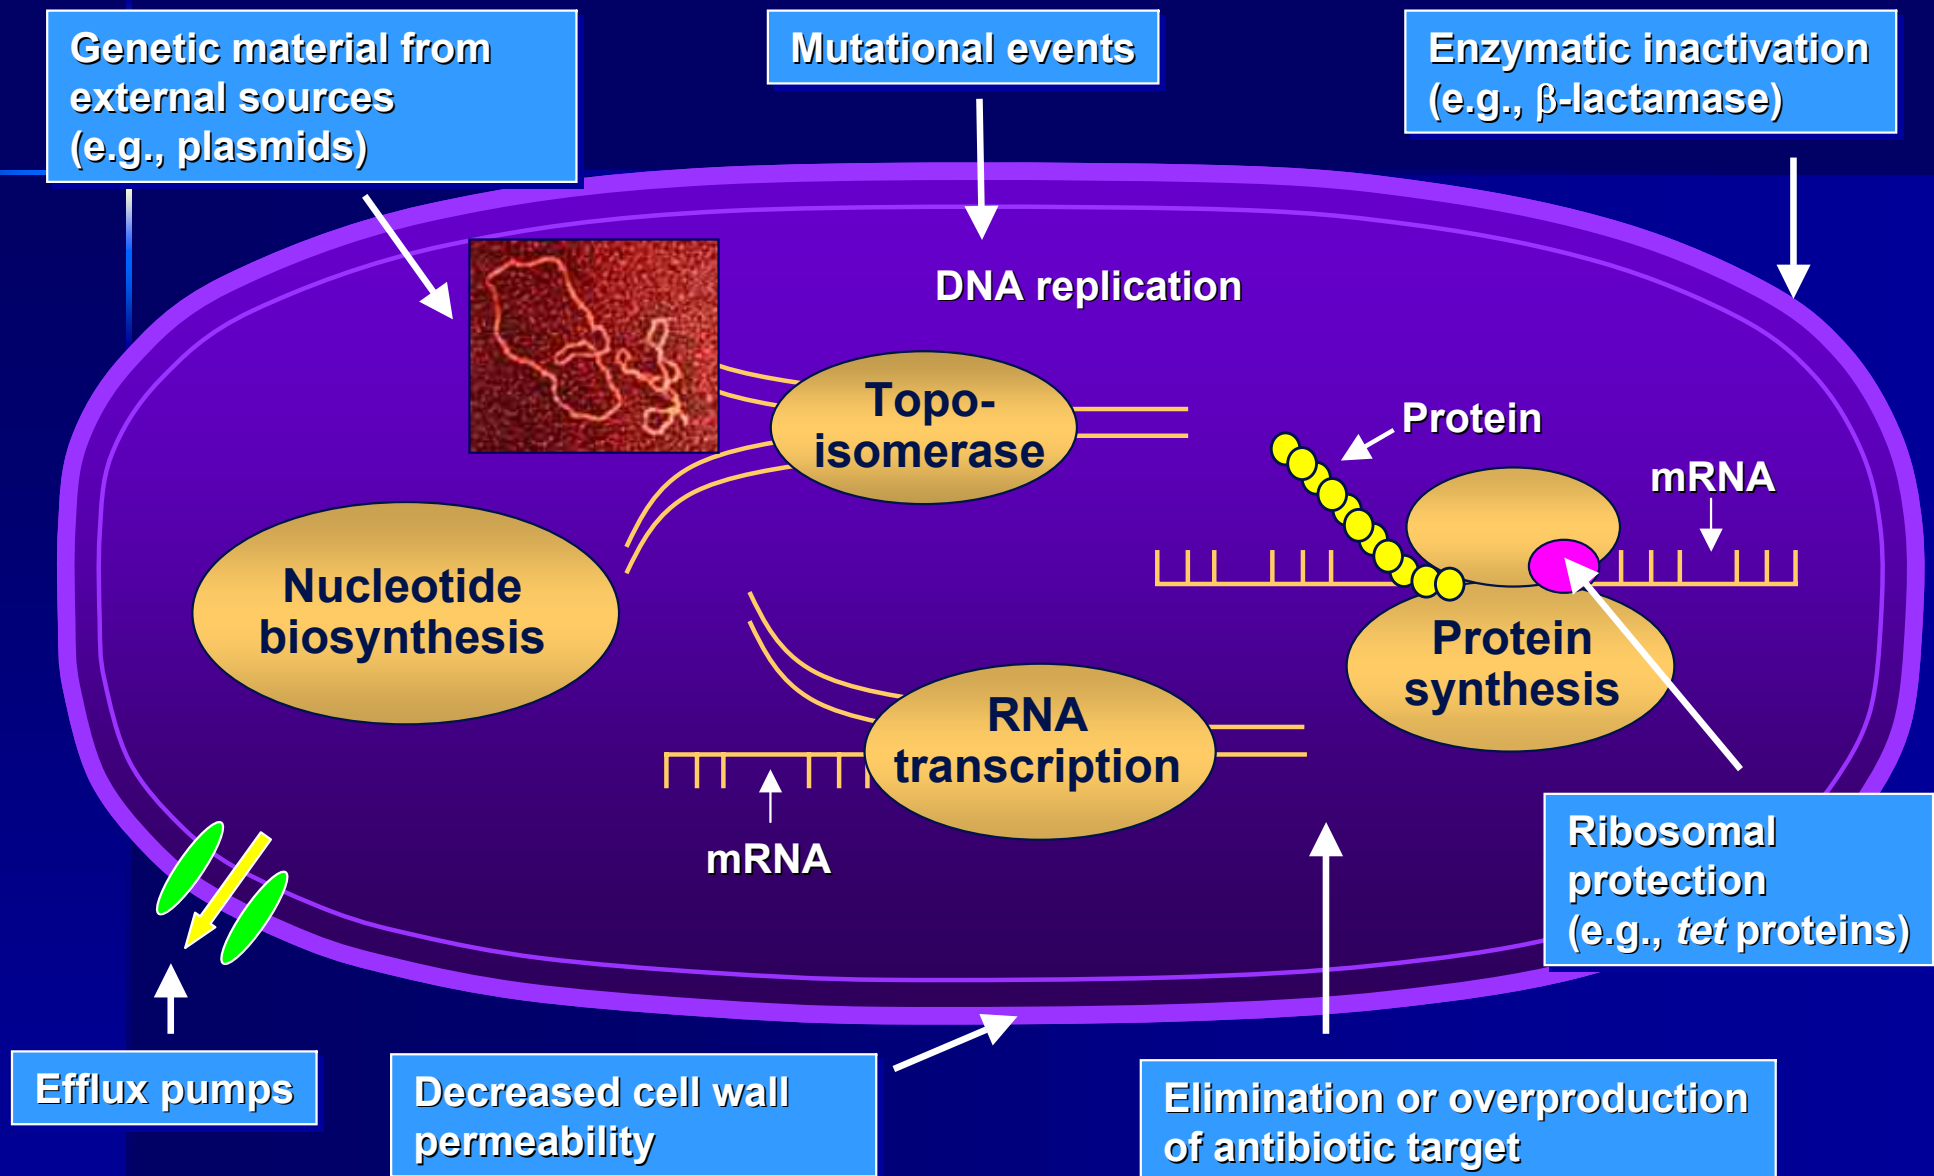 Genetic material from
external sources
(e.g., plasmids)
Mutational events
Enzymatic inactivation
(e.g., β-lactamase)
DNA replication
Topo-
isomerase
Protein
mRNA
Nucleotide
biosynthesis
Protein
synthesis
RNA
transcription
mRNA
Ribosomal
protection
(e.g., tet proteins)
Efflux pumps
Decreased cell wall
permeability
Elimination or overproduction
of antibiotic target